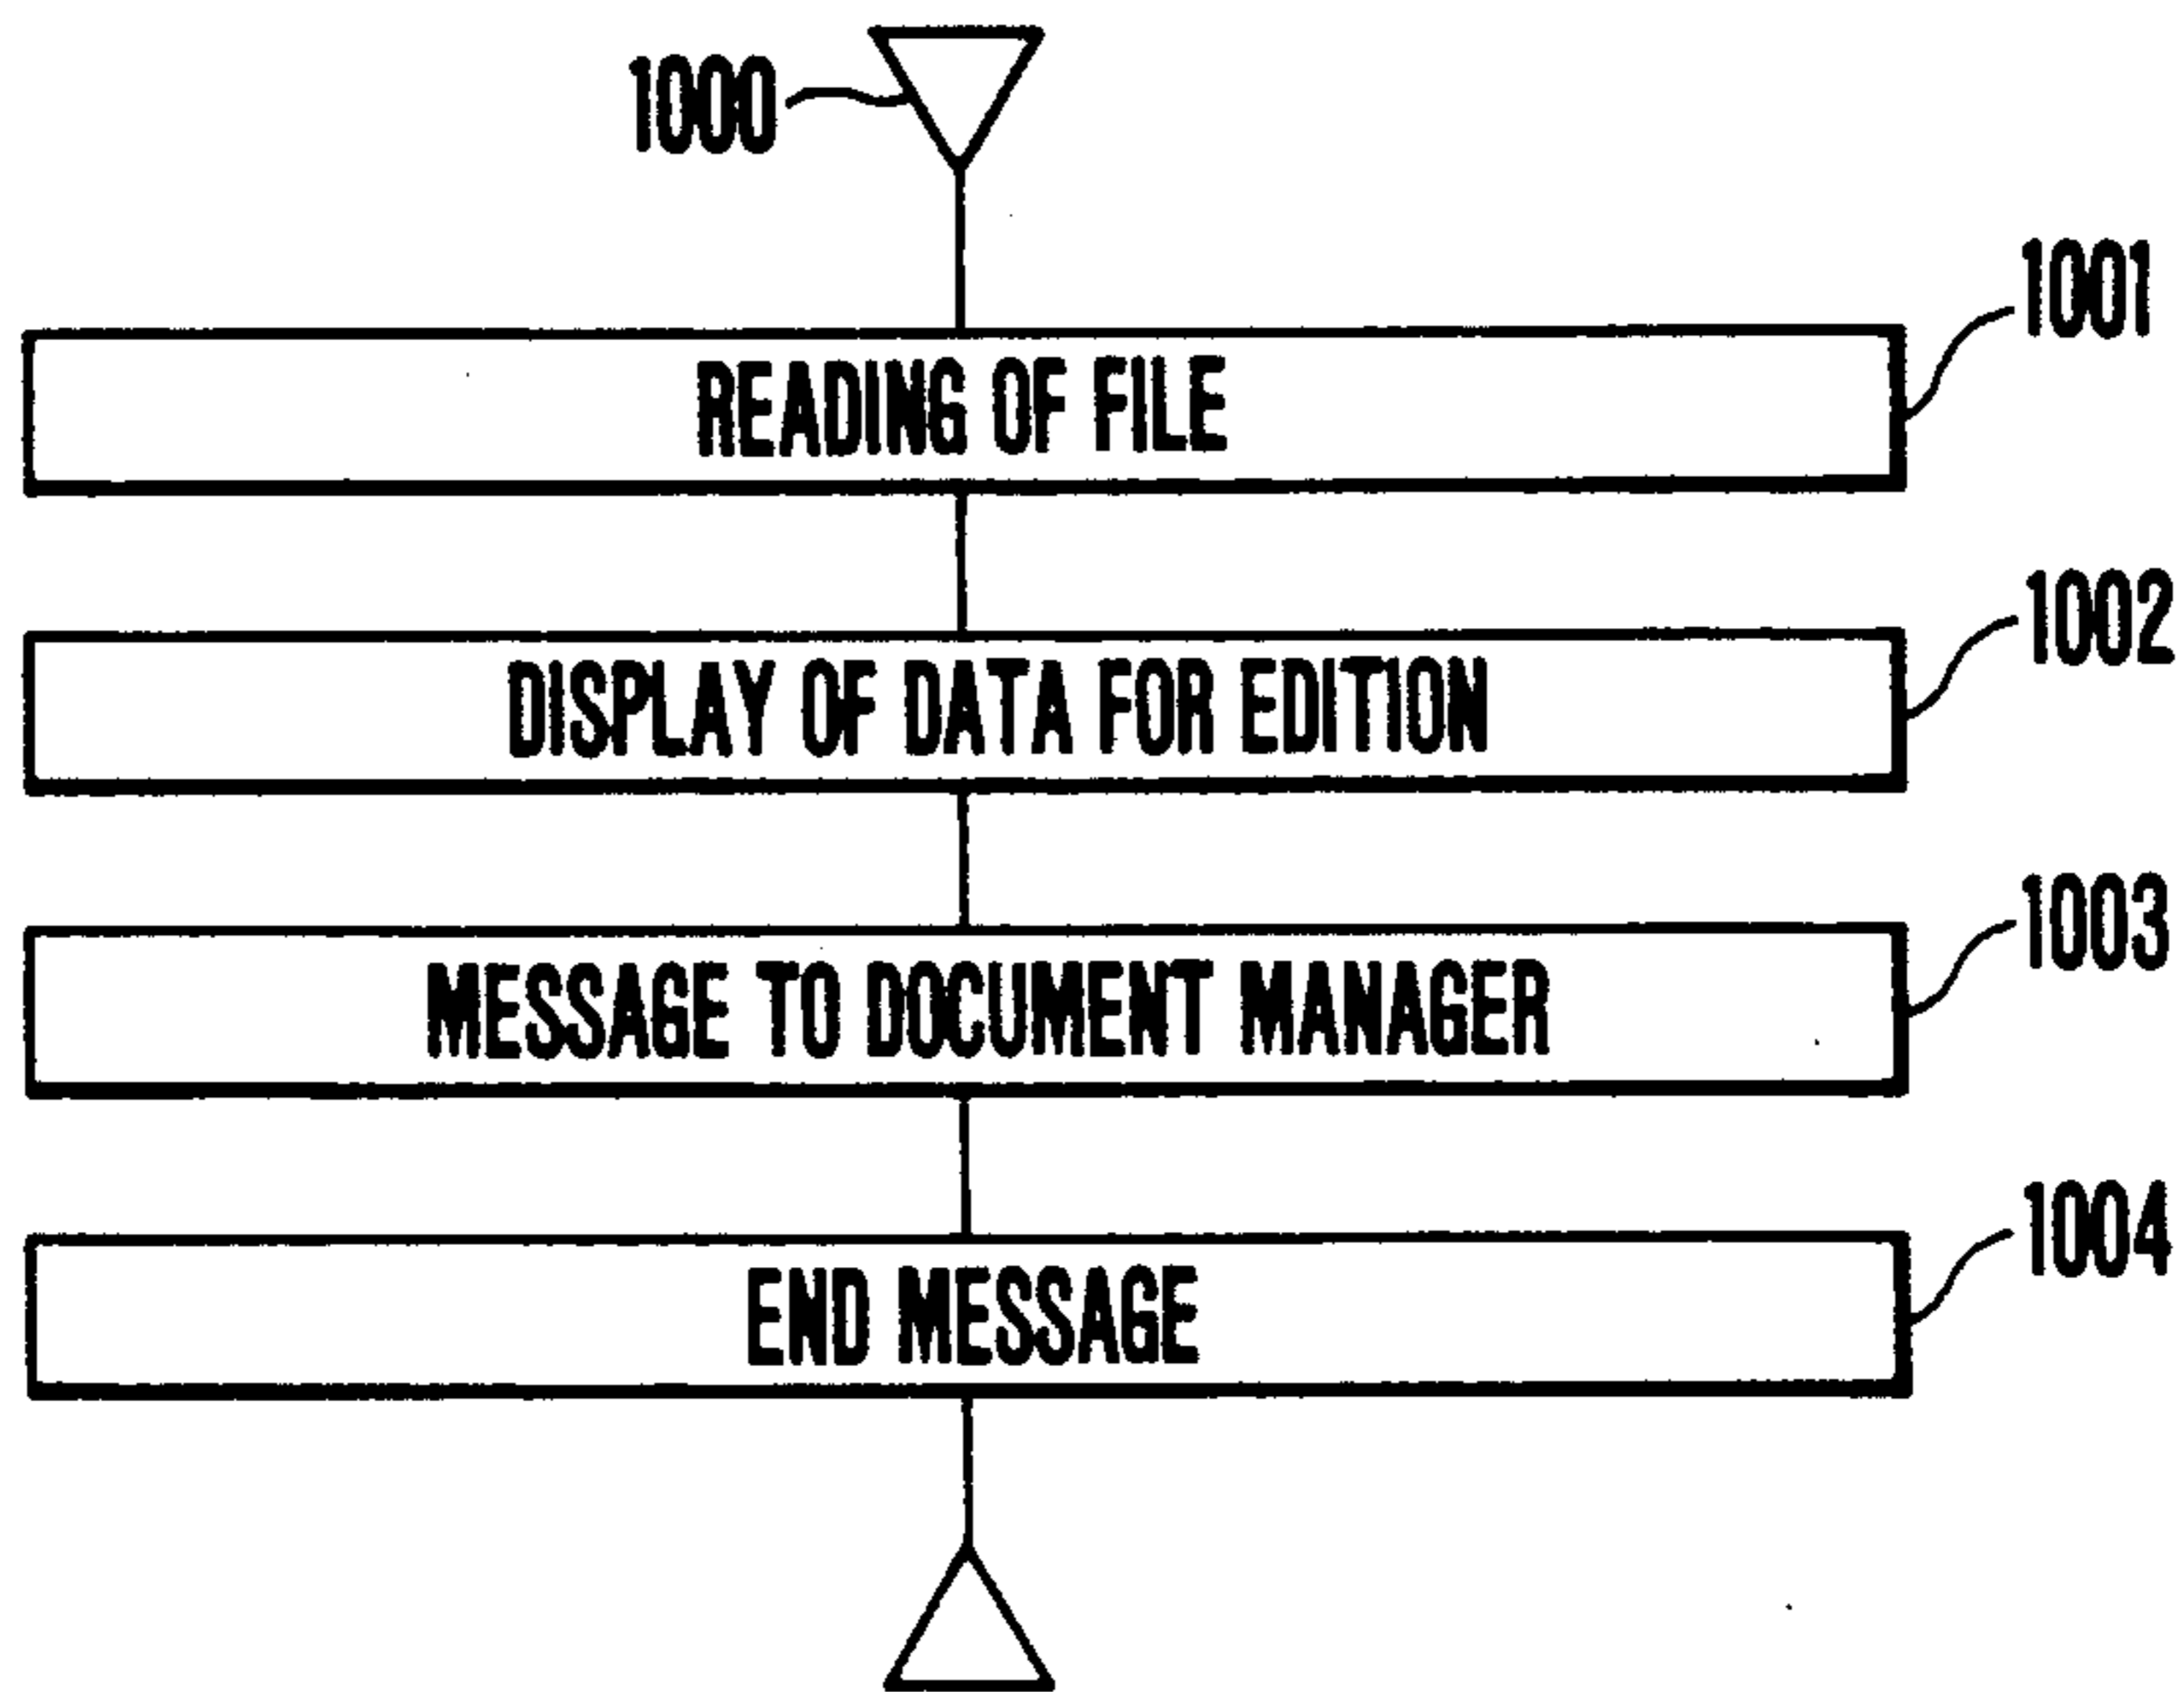 1000
1001
READING OF FILE
1002
DISPLAY OF DATA FOR EDITION
1003
MESSAGE TO DOCUMENT MANAGER
1004
END MESSAGE